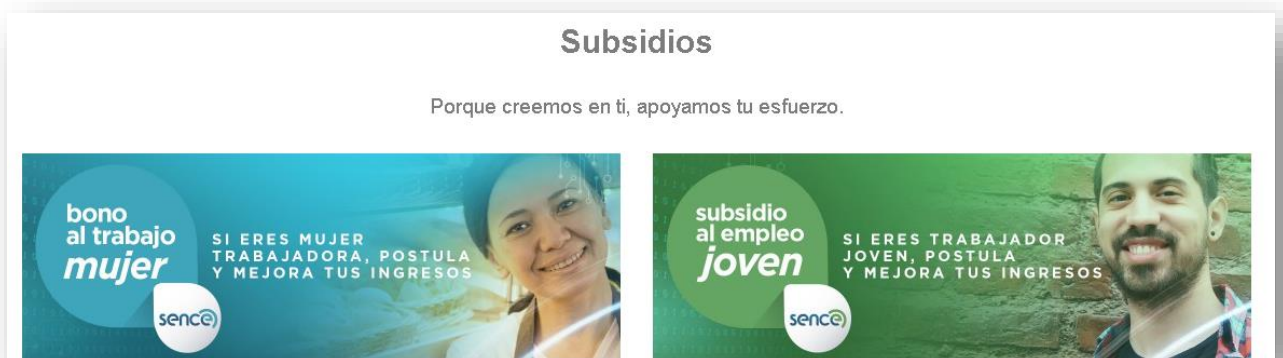 Subsidios
Porque creemos en ti, apoyamos tu esfuerzo.
bono
al trabajo
mujer
SI ERES MUJER
TRABAJADORA, POSTULA
Y MEJORA TUS INGRESOS
sence
subsidio
al empleo
joven
SI ERES TRABAJADOR
JOVEN, POSTULA
Y MEJORA TUS INGRESOS
sence